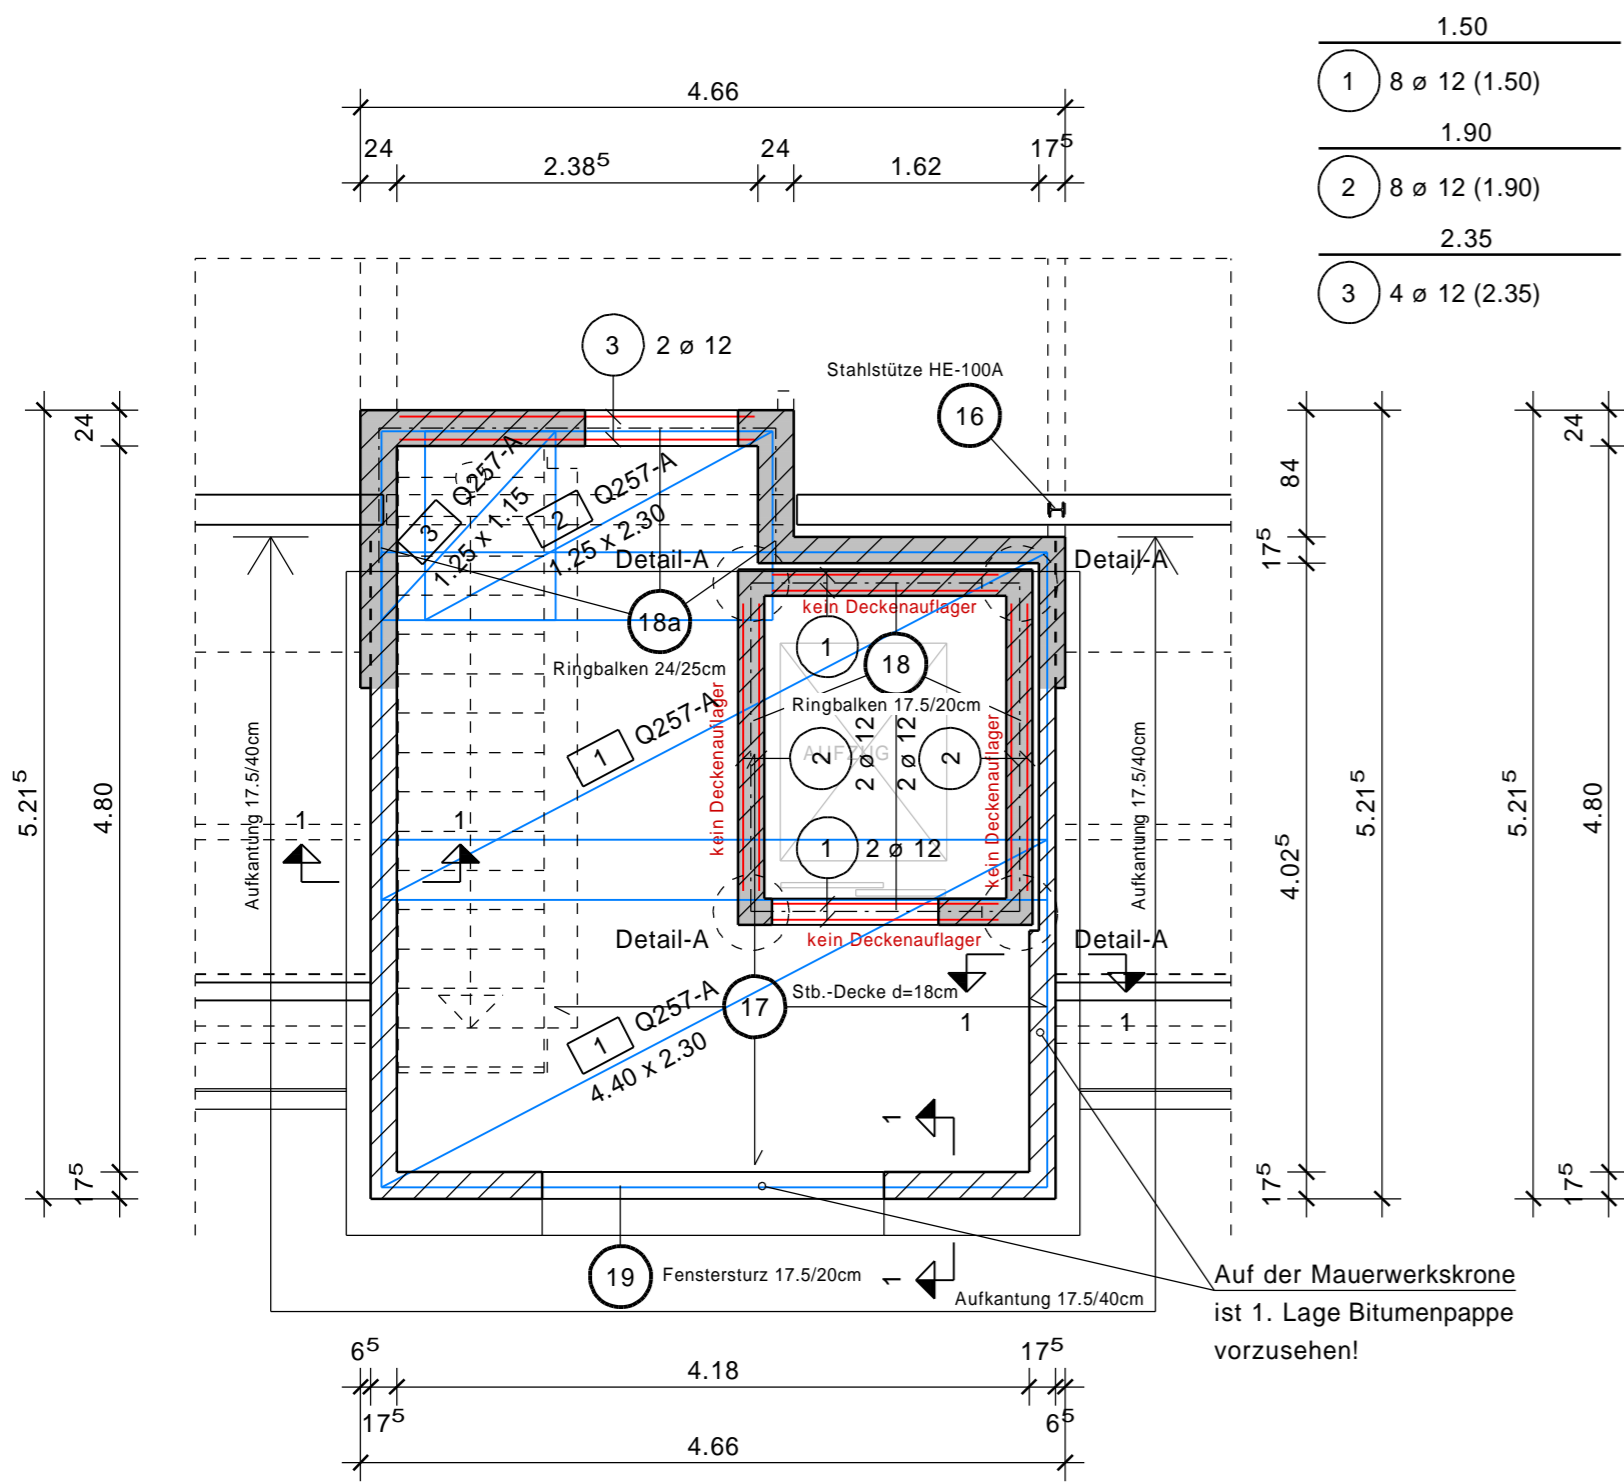 1.50
1 8 ø 12 (1.50)
1.90
2 8 ø 12 (1.90)
2.35
3 4 ø 12 (2.35)
4.66
24 2.38⁵ 24 1.62 17⁵
3 2 ø 12
Stahlstütze HE-100A
16
24
5.21⁵
4.80
17⁵
24
84
17⁵
4.02⁵
17⁵
5.21⁵
5.21⁵
24
4.80
17⁵
3 Q257-A
1.25 x 1.15
2 Q257-A
1.25 x 2.30
Detail-A
Detail-A
18a
Ringbalken 24/25cm
kein Deckenauflager
1
18
Ringbalken 17.5/20cm
1 Q257-A
kein Deckenauflager
AUFZUG
2 2 ø 12
2 ø 12 2
kein Deckenauflager
1 2 ø 12
Aufkantung 17.5/40cm
Aufkantung 17.5/40cm
1 1
Detail-A
kein Deckenauflager
Detail-A
17 Stb.-Decke d=18cm
1 1
1 Q257-A
4.40 x 2.30
1
1
19 Fenstersturz 17.5/20cm
Aufkantung 17.5/40cm
Auf der Mauerwerkskrone
ist 1. Lage Bitumenpappe
vorzusehen!
6⁵ 4.18 17⁵
17⁵ 6⁵
4.66